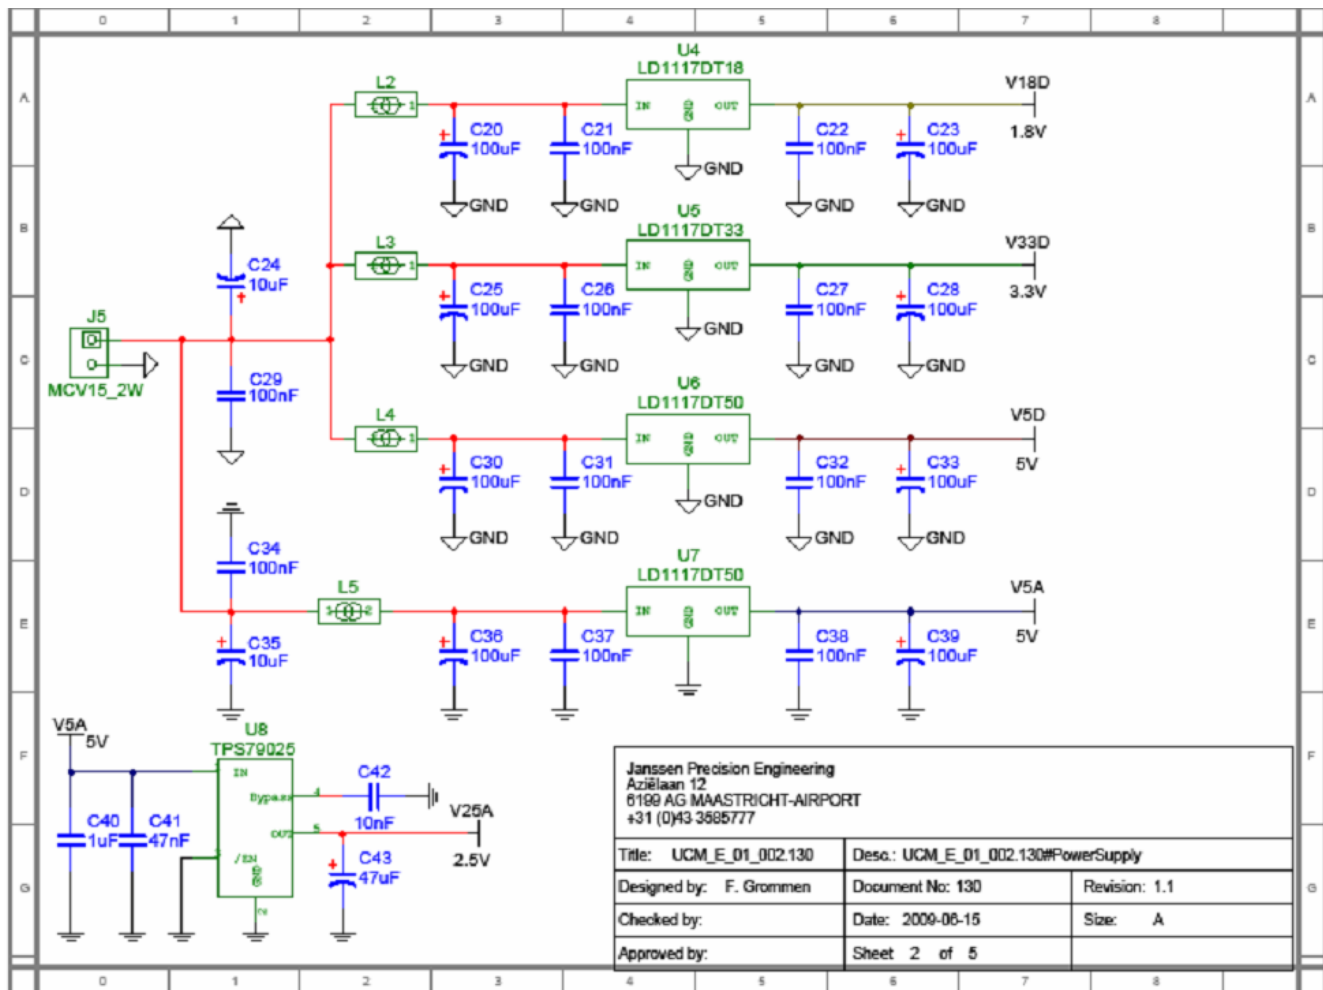 0 1 2 3 4 5 6 7 8
A A
B B
C C
D D
E E
F F
G G
U4
LD1117DT18
L2
1
IN GND OUT
V18D
1.8V
C20
100uF
C21
100nF
C22
100nF
C23
100uF
GND
GND GND GND GND
U5
LD1117DT33
L3
1
IN GND OUT
V33D
3.3V
C24
10uF
C25
100uF
C26
100nF
C27
100nF
C28
100uF
GND
GND GND GND GND
J5
MCV15_2W
C29
100nF
U6
LD1117DT50
L4
1
IN GND OUT
V5D
5V
C30
100uF
C31
100nF
C32
100nF
C33
100uF
GND
GND GND GND GND
C34
100nF
U7
LD1117DT50
L5
1 2
IN GND OUT
V5A
5V
C35
10uF
C36
100uF
C37
100nF
C38
100nF
C39
100uF
V5A
5V
U8
TPS79025
IN
Bypass 4
OUT 5
/EN
GND
2
C42
10nF
V25A
2.5V
C40
1uF
C41
47nF
C43
47uF
Janssen Precision Engineering
Aziëlaan 12
6199 AG MAASTRICHT-AIRPORT
+31 (0)43 3585777
Title: UCM_E_01_002.130 Desc.: UCM_E_01_002.130#PowerSupply
Designed by: F. Grommen Document No: 130 Revision: 1.1
Checked by: Date: 2009-06-15 Size: A
Approved by: Sheet 2 of 5
0 1 2 3 4 5 6 7 8